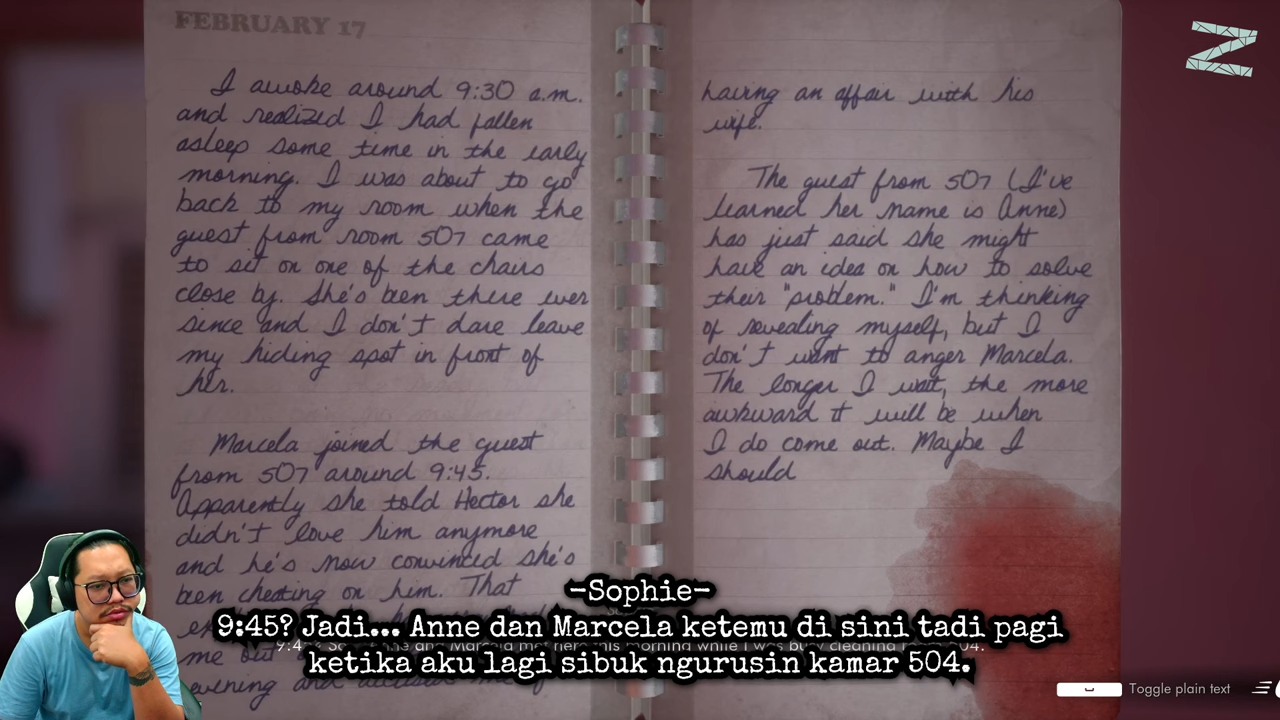 FEBRUARY 17
I awoke around 9:30 a.m.
and realized I had fallen
asleep some time in the early
morning. I was about to go
back to my room when the
guest from room 507 came
to sit on one of the chairs
close by. She's been there ever
since and I don't dare leave
my hiding spot in front of
her.
Marcela joined the guest
from 507 around 9:45.
Apparently she told Hector she
didn't love him anymore
and he's now convinced she's
been cheating on him. That
me out
evening and accuse me of
having an affair with his
wife.
The guest from 507 (I've
learned her name is Anne)
has just said she might
have an idea on how to solve
their "problem." I'm thinking
of revealing myself, but I
don't want to anger Marcela.
The longer I wait, the more
awkward it will be when
I do come out. Maybe I
should
-Sophie-
9:45? Jadi... Anne dan Marcela ketemu di sini tadi pagi
ketika aku lagi sibuk ngurusin kamar 504.
Toggle plain text
Z